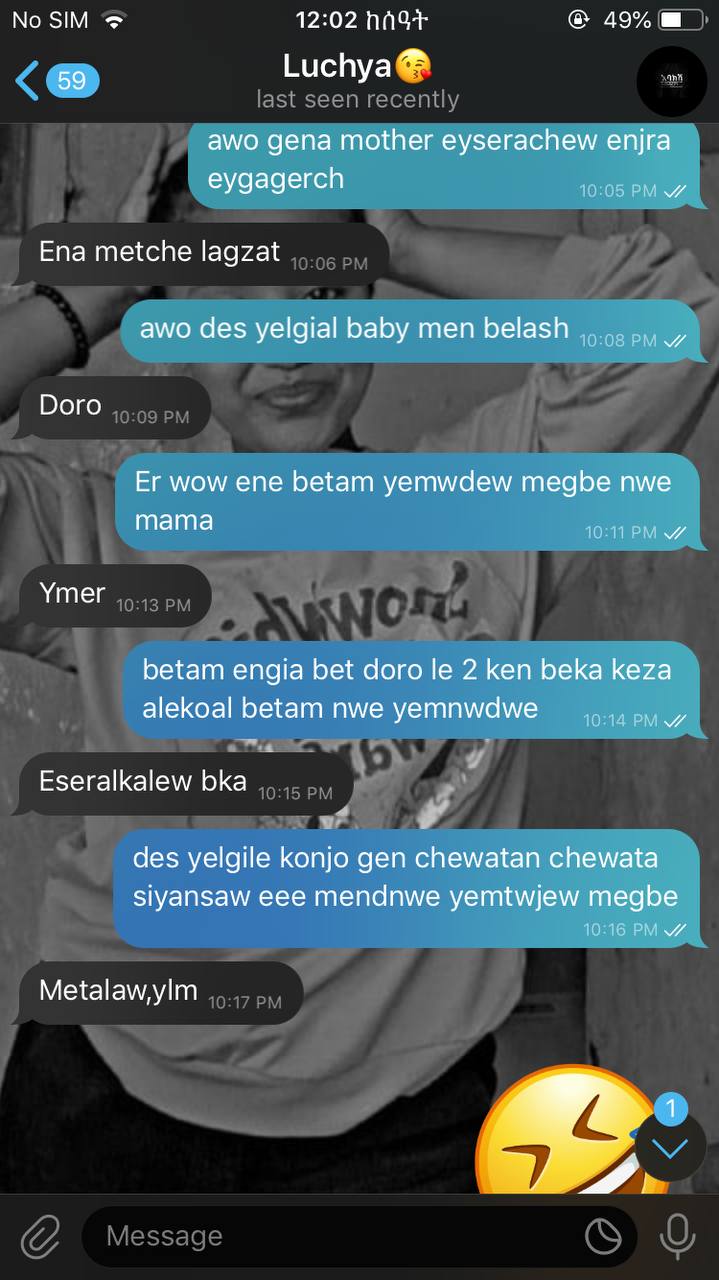 No SIM 12:02 ከሰዓት 49%
59 Luchya😘
last seen recently
awo gena mother eyserachew enjra
eygagerch 10:05 PM
Ena metche lagzat 10:06 PM
awo des yelgial baby men belash 10:08 PM
Doro 10:09 PM
Er wow ene betam yemwdew megbe nwe
mama 10:11 PM
Ymer 10:13 PM
betam engia bet doro le 2 ken beka keza
alekoal betam nwe yemnwdwe 10:14 PM
Eseralkalew bka 10:15 PM
des yelgile konjo gen chewatan chewata
siyansaw eee mendnwe yemtwjew megbe
10:16 PM
Metalaw,ylm 10:17 PM
1
Message